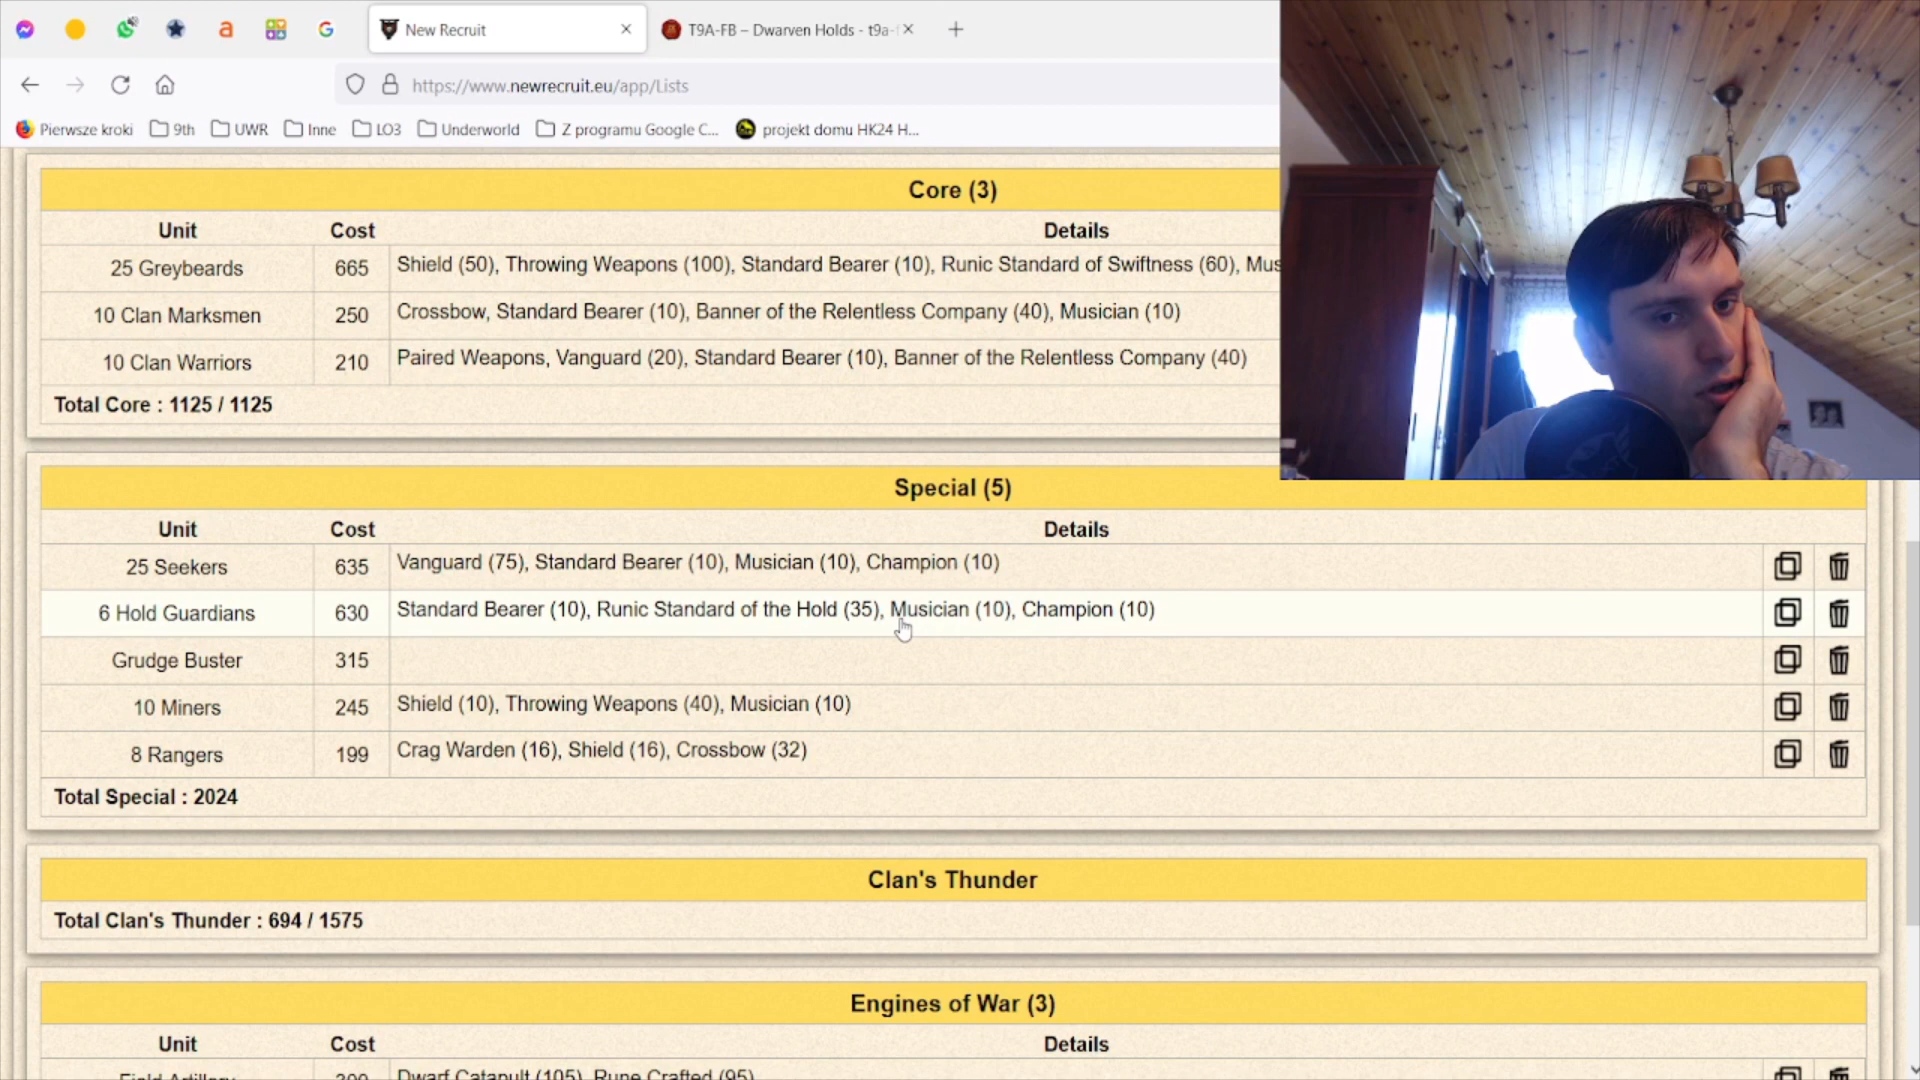 New Recruit
T9A-FB – Dwarven Holds - t9a-
https://www.newrecruit.eu/app/Lists
Pierwsze kroki 9th UWR Inne LO3 Underworld Z programu Google C... projekt domu HK24 H...
Core (3)
Unit Cost Details
25 Greybeards 665 Shield (50), Throwing Weapons (100), Standard Bearer (10), Runic Standard of Swiftness (60), Mus
10 Clan Marksmen 250 Crossbow, Standard Bearer (10), Banner of the Relentless Company (40), Musician (10)
10 Clan Warriors 210 Paired Weapons, Vanguard (20), Standard Bearer (10), Banner of the Relentless Company (40)
Total Core : 1125 / 1125
Special (5)
Unit Cost Details
25 Seekers 635 Vanguard (75), Standard Bearer (10), Musician (10), Champion (10)
6 Hold Guardians 630 Standard Bearer (10), Runic Standard of the Hold (35), Musician (10), Champion (10)
Grudge Buster 315
10 Miners 245 Shield (10), Throwing Weapons (40), Musician (10)
8 Rangers 199 Crag Warden (16), Shield (16), Crossbow (32)
Total Special : 2024
Clan's Thunder
Total Clan's Thunder : 694 / 1575
Engines of War (3)
Unit Cost Details
Field Artillery Dwarf Catapult (105), Rune Crafted (95)